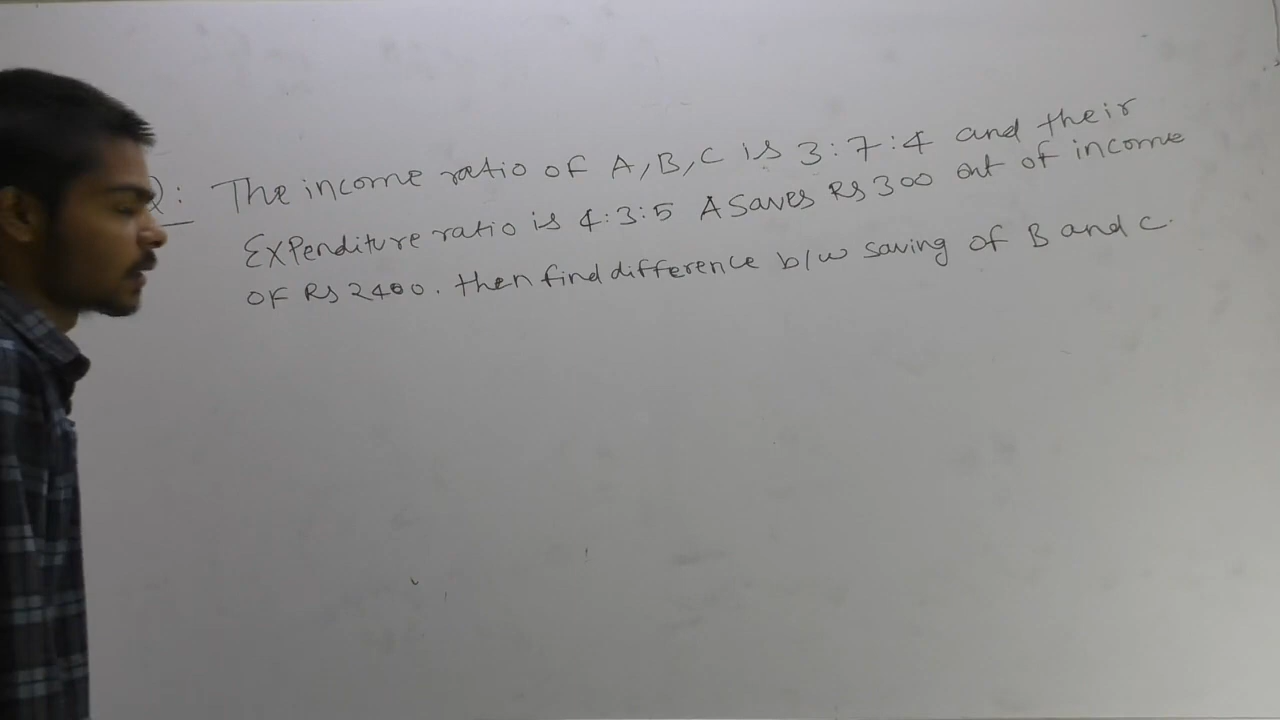 Q: The income ratio of A, B, C is 3:7:4 and their
Expenditure ratio is 4:3:5 A saves Rs 300 out of income
of Rs 2400. then find difference b/w saving of B and C.